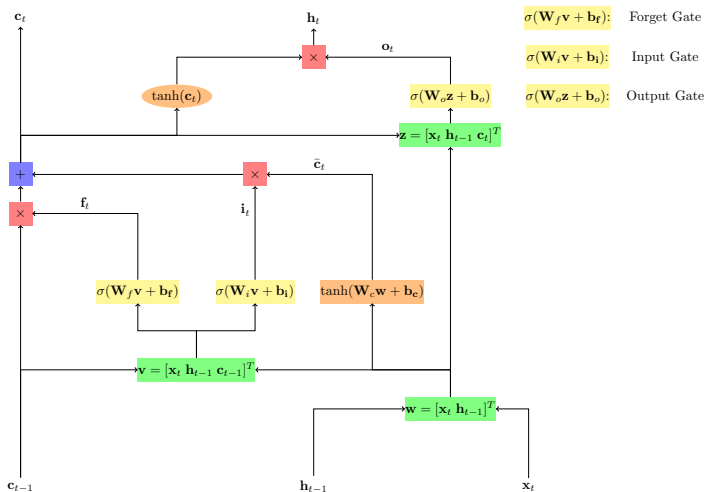 c_t
h_t
σ(W_f v + b_f): Forget Gate
o_t
σ(W_i v + b_i): Input Gate
×
tanh(c_t)
σ(W_o z + b_o)
σ(W_o z + b_o): Output Gate
z = [x_t h_{t−1} c_t]^T
c̄_t
+
×
f_t
i_t
×
σ(W_f v + b_f)
σ(W_i v + b_i)
tanh(W_c w + b_c)
v = [x_t h_{t−1} c_{t−1}]^T
w = [x_t h_{t−1}]^T
c_{t−1}
h_{t−1}
x_t